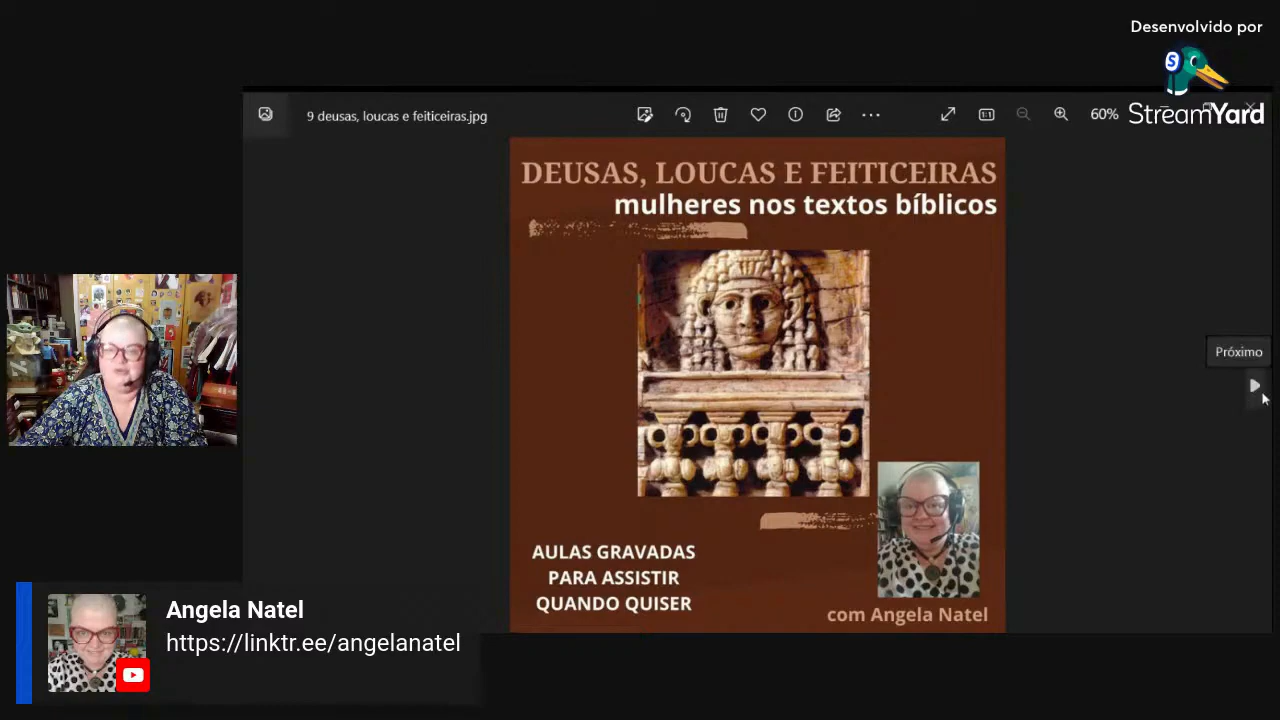 Desenvolvido por
StreamYard
9 deusas, loucas e feiticeiras.jpg
60%
DEUSAS, LOUCAS E FEITICEIRAS
mulheres nos textos bíblicos
Próximo
AULAS GRAVADAS
PARA ASSISTIR
QUANDO QUISER
com Angela Natel
Angela Natel
https://linktr.ee/angelanatel